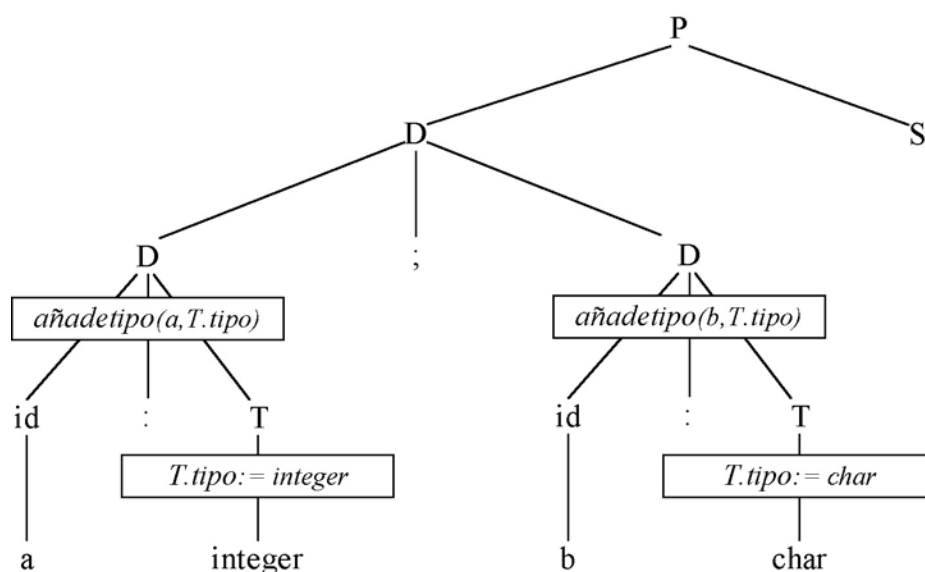 P
D S
D ; D
añadetipo(a,T.tipo) añadetipo(b,T.tipo)
id : T id : T
T.tipo:= integer T.tipo:= char
a integer b char